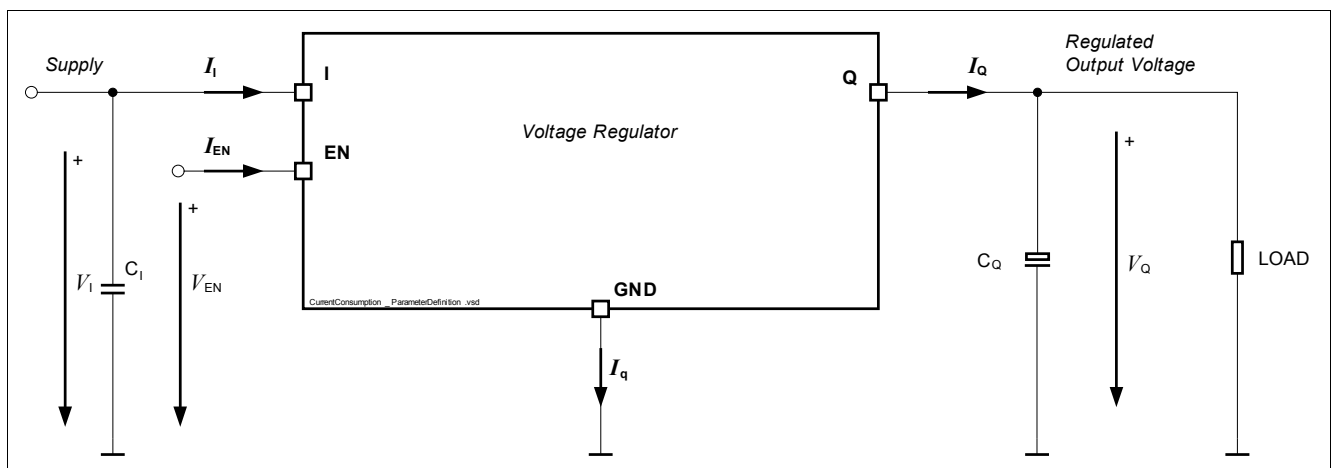 Supply
I_I
I
I_EN
EN
Voltage Regulator
Q
I_Q
Regulated
Output Voltage
+
+
+
V_I
C_I
V_EN
C_Q
V_Q
LOAD
CurrentConsumption _ParameterDefinition .vsd
GND
I_q